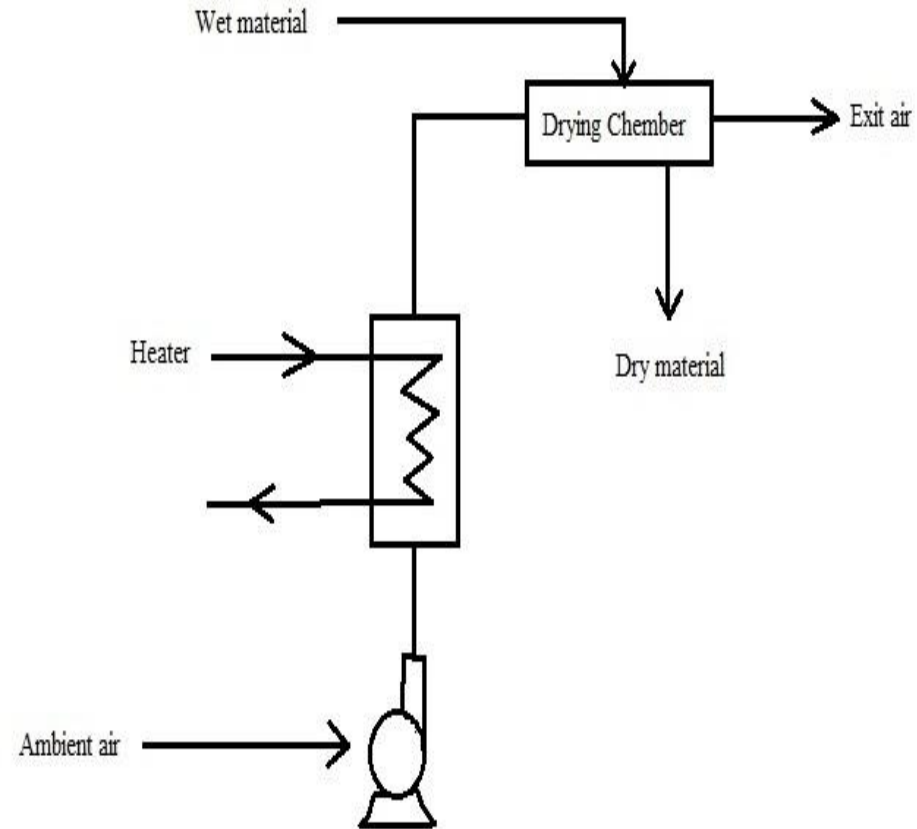 Wet material
Drying Chember
Exit air
Heater
Dry material
Ambient air